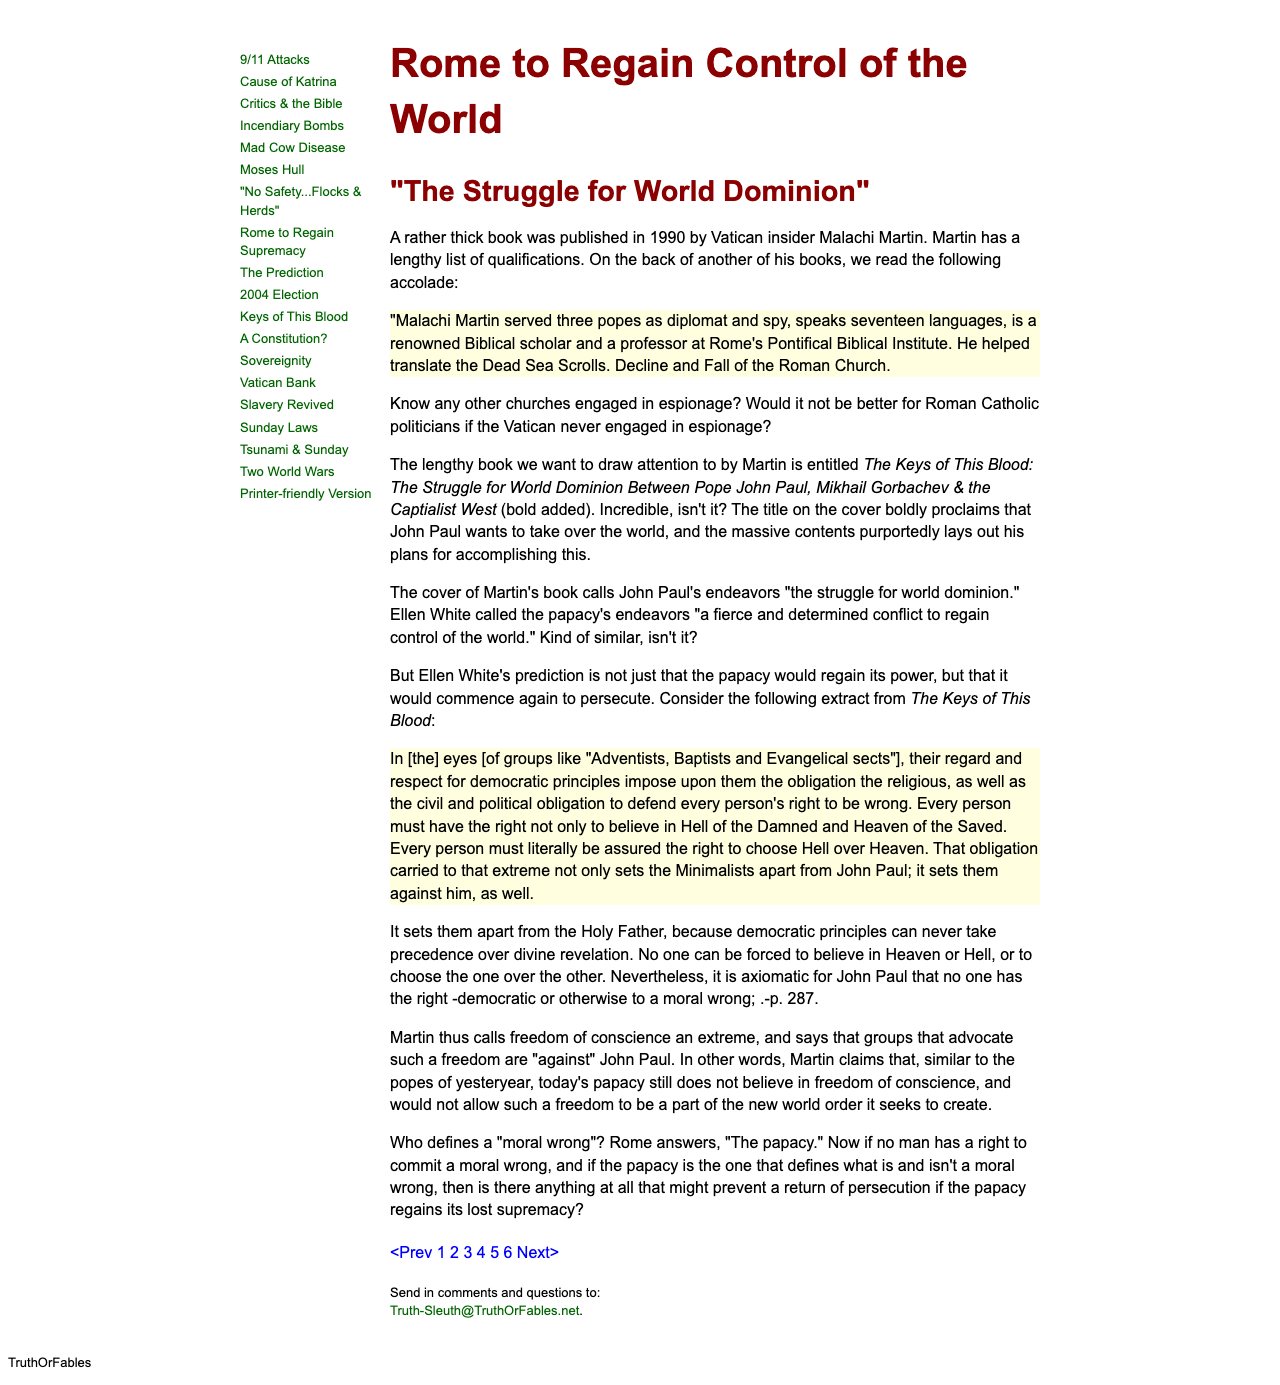 9/11 Attacks
Cause of Katrina
Critics & the Bible
Incendiary Bombs
Mad Cow Disease
Moses Hull
"No Safety...Flocks &
Herds"
Rome to Regain
Supremacy
The Prediction
2004 Election
Keys of This Blood
A Constitution?
Sovereignity
Vatican Bank
Slavery Revived
Sunday Laws
Tsunami & Sunday
Two World Wars
Printer-friendly Version
Rome to Regain Control of the
World
"The Struggle for World Dominion"
A rather thick book was published in 1990 by Vatican insider Malachi Martin. Martin has a
lengthy list of qualifications. On the back of another of his books, we read the following
accolade:
"Malachi Martin served three popes as diplomat and spy, speaks seventeen languages, is a
renowned Biblical scholar and a professor at Rome's Pontifical Biblical Institute. He helped
translate the Dead Sea Scrolls. Decline and Fall of the Roman Church.
Know any other churches engaged in espionage? Would it not be better for Roman Catholic
politicians if the Vatican never engaged in espionage?
The lengthy book we want to draw attention to by Martin is entitled The Keys of This Blood:
The Struggle for World Dominion Between Pope John Paul, Mikhail Gorbachev & the
Captialist West (bold added). Incredible, isn't it? The title on the cover boldly proclaims that
John Paul wants to take over the world, and the massive contents purportedly lays out his
plans for accomplishing this.
The cover of Martin's book calls John Paul's endeavors "the struggle for world dominion."
Ellen White called the papacy's endeavors "a fierce and determined conflict to regain
control of the world." Kind of similar, isn't it?
But Ellen White's prediction is not just that the papacy would regain its power, but that it
would commence again to persecute. Consider the following extract from The Keys of This
Blood:
In [the] eyes [of groups like "Adventists, Baptists and Evangelical sects"], their regard and
respect for democratic principles impose upon them the obligation the religious, as well as
the civil and political obligation to defend every person's right to be wrong. Every person
must have the right not only to believe in Hell of the Damned and Heaven of the Saved.
Every person must literally be assured the right to choose Hell over Heaven. That obligation
carried to that extreme not only sets the Minimalists apart from John Paul; it sets them
against him, as well.
It sets them apart from the Holy Father, because democratic principles can never take
precedence over divine revelation. No one can be forced to believe in Heaven or Hell, or to
choose the one over the other. Nevertheless, it is axiomatic for John Paul that no one has
the right -democratic or otherwise to a moral wrong; .-p. 287.
Martin thus calls freedom of conscience an extreme, and says that groups that advocate
such a freedom are "against" John Paul. In other words, Martin claims that, similar to the
popes of yesteryear, today's papacy still does not believe in freedom of conscience, and
would not allow such a freedom to be a part of the new world order it seeks to create.
Who defines a "moral wrong"? Rome answers, "The papacy." Now if no man has a right to
commit a moral wrong, and if the papacy is the one that defines what is and isn't a moral
wrong, then is there anything at all that might prevent a return of persecution if the papacy
regains its lost supremacy?
<Prev 1 2 3 4 5 6 Next>
Send in comments and questions to:
Truth-Sleuth@TruthOrFables.net.
TruthOrFables